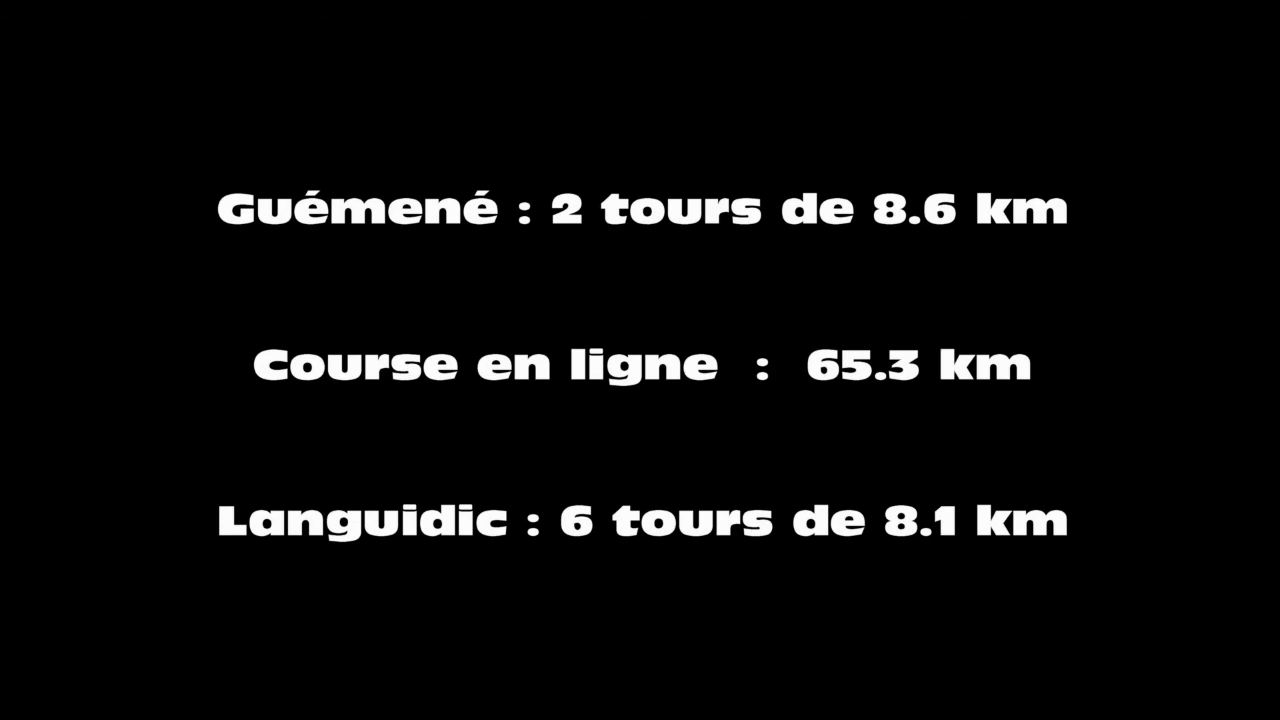 Guémené : 2 tours de 8.6 km
Course en ligne : 65.3 km
Languidic : 6 tours de 8.1 km